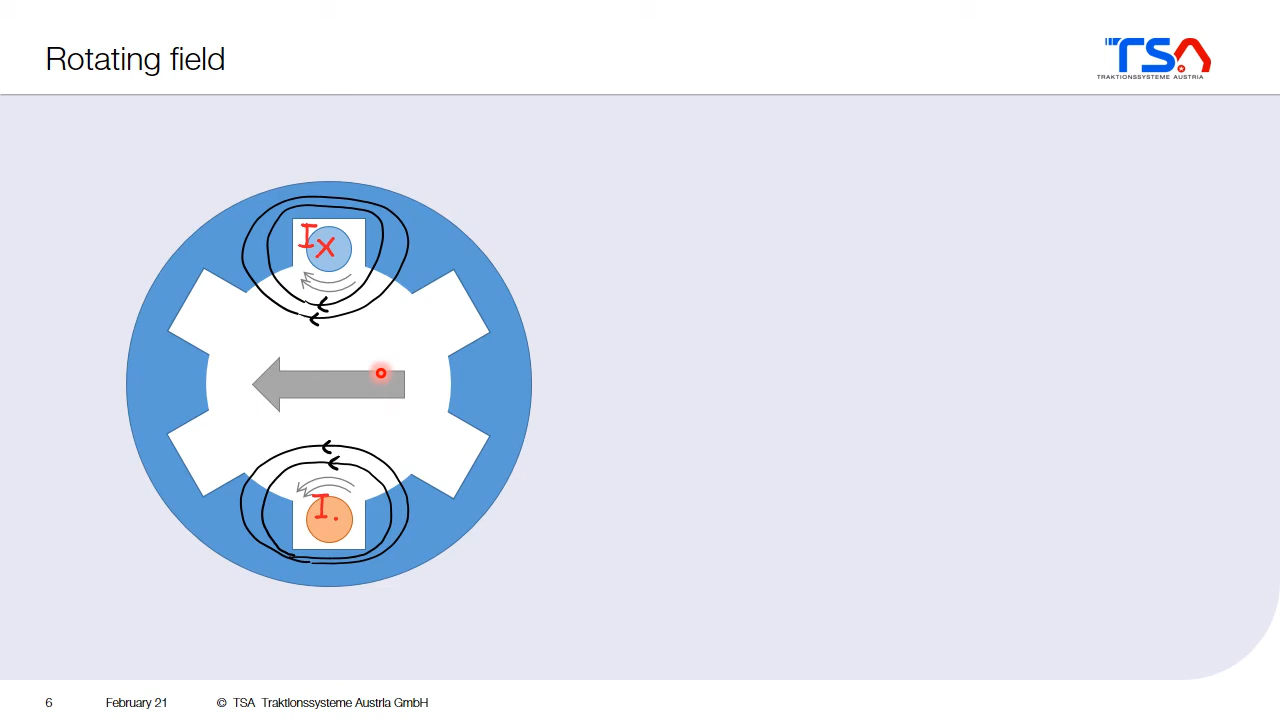 Rotating field
TSA
TRAKTIONSSYSTEME AUSTRIA
I X
I .
6 February 21 © TSA Traktionssysteme Austria GmbH